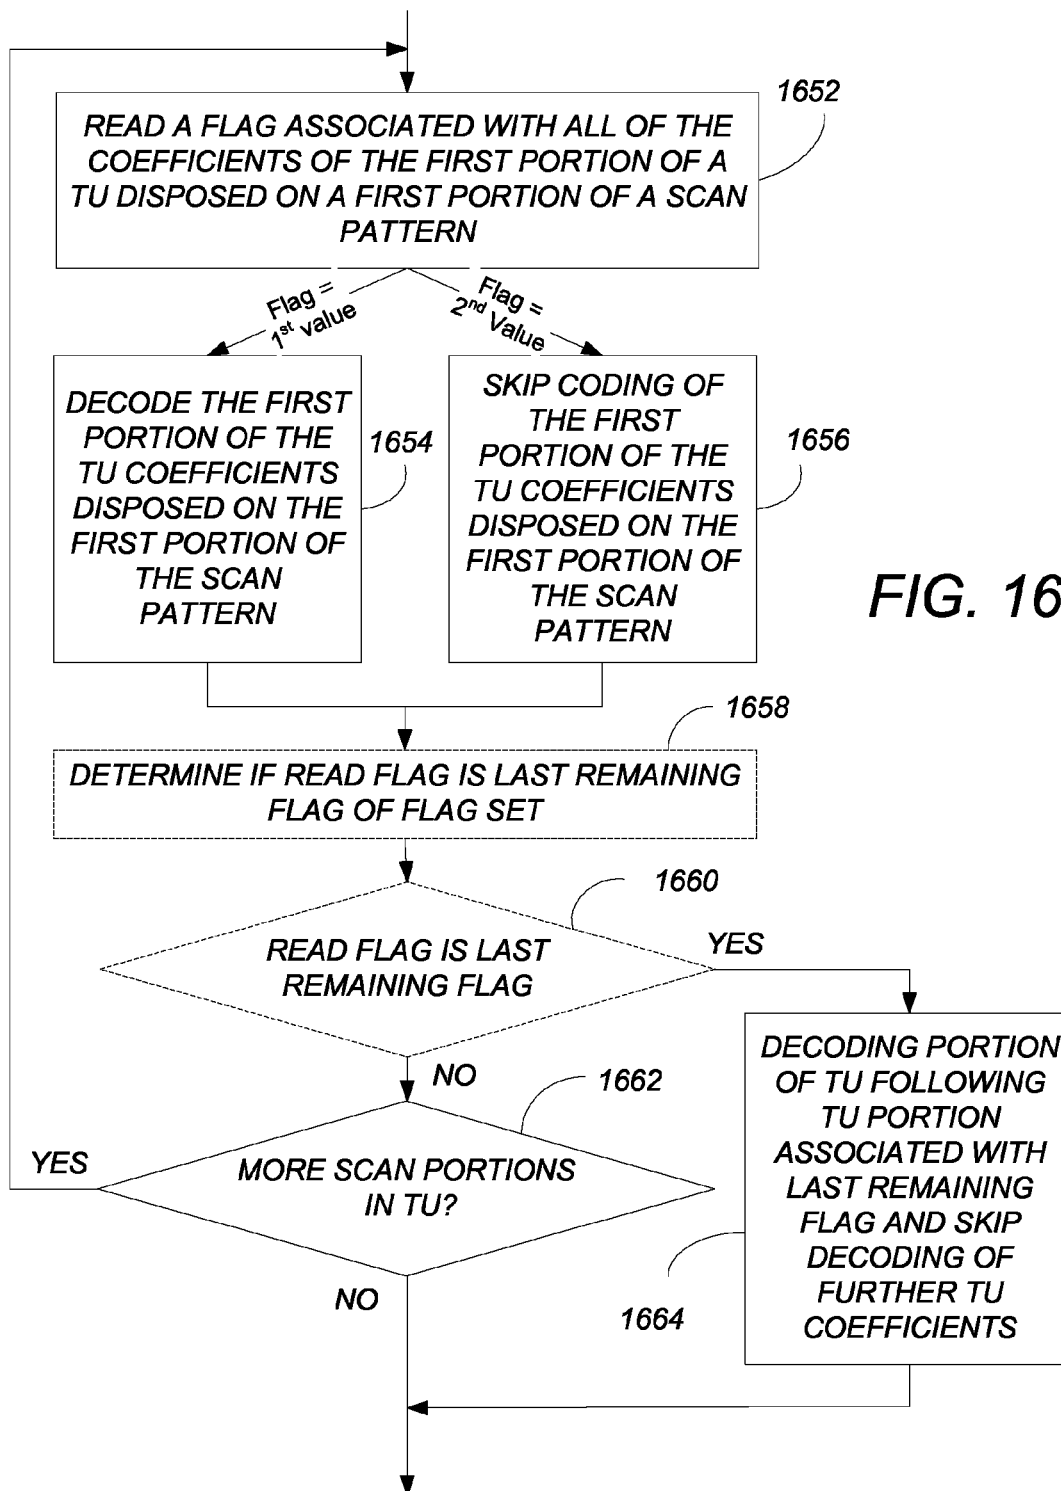 1652
READ A FLAG ASSOCIATED WITH ALL OF THE
COEFFICIENTS OF THE FIRST PORTION OF A
TU DISPOSED ON A FIRST PORTION OF A SCAN
PATTERN
Flag =
1st value
Flag =
2nd Value
DECODE THE FIRST
PORTION OF THE
TU COEFFICIENTS
DISPOSED ON THE
FIRST PORTION OF
THE SCAN
PATTERN
1654
SKIP CODING OF
THE FIRST
PORTION OF THE
TU COEFFICIENTS
DISPOSED ON THE
FIRST PORTION OF
THE SCAN
PATTERN
1656
FIG. 16
1658
DETERMINE IF READ FLAG IS LAST REMAINING
FLAG OF FLAG SET
1660
READ FLAG IS LAST
REMAINING FLAG
YES
NO
1662
MORE SCAN PORTIONS
IN TU?
YES
NO
DECODING PORTION
OF TU FOLLOWING
TU PORTION
ASSOCIATED WITH
LAST REMAINING
FLAG AND SKIP
DECODING OF
FURTHER TU
COEFFICIENTS
1664